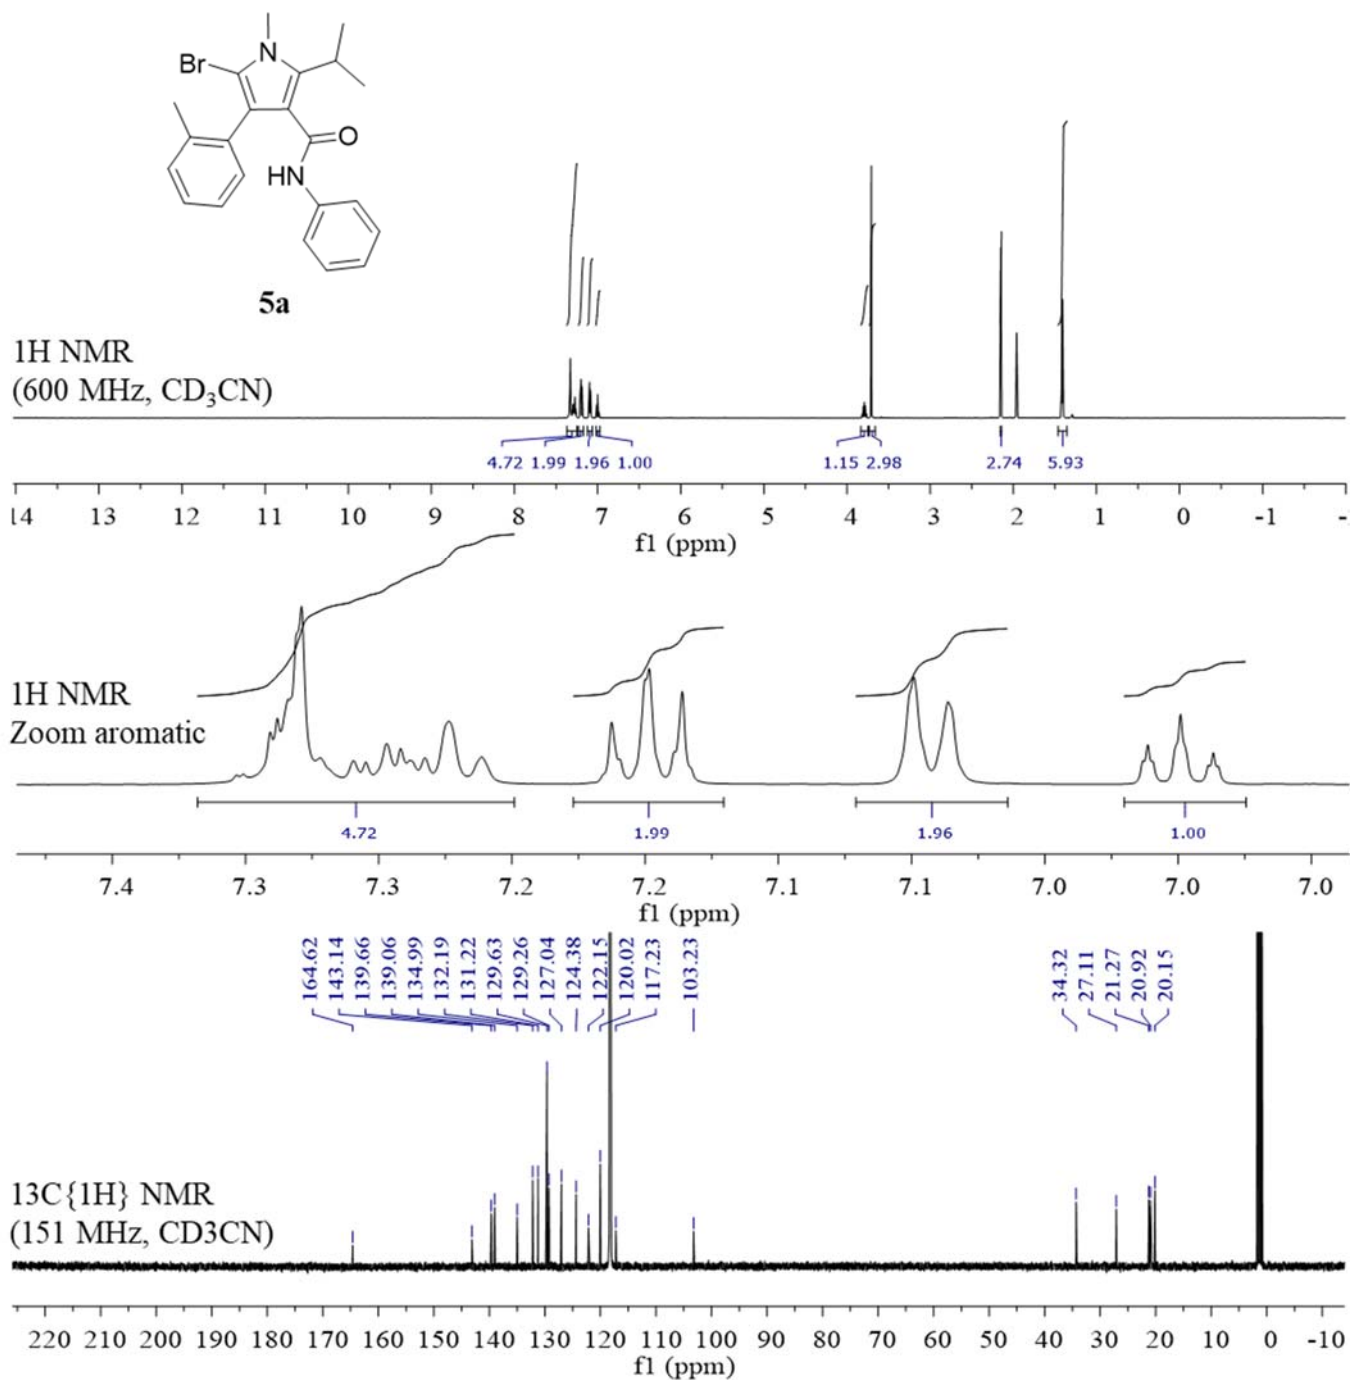 N
Br
O
HN
5a
1H NMR
(600 MHz, CD₃CN)
4.72 1.99 1.96 1.00 1.15 2.98 2.74 5.93
14 13 12 11 10 9 8 7 6 5 4 3 2 1 0 -1 -
f1 (ppm)
1H NMR
Zoom aromatic
4.72 1.99 1.96 1.00
7.4 7.3 7.3 7.2 7.2 7.1 7.1 7.0 7.0 7.0
f1 (ppm)
164.62
143.14
139.66
139.06
134.99
132.19
131.22
129.63
129.26
127.04
124.38
122.15
120.02
117.23
103.23
34.32
27.11
21.27
20.92
20.15
13C{1H} NMR
(151 MHz, CD3CN)
220 210 200 190 180 170 160 150 140 130 120 110 100 90 80 70 60 50 40 30 20 10 0 -10
f1 (ppm)